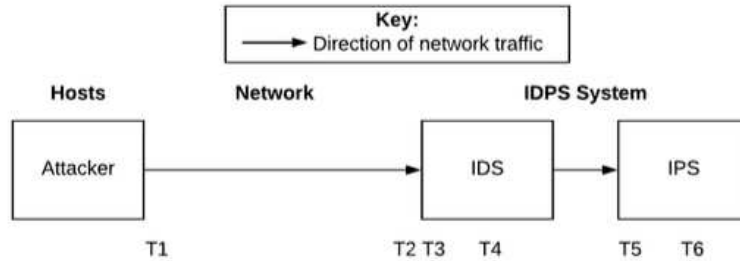 Key:
Direction of network traffic
Hosts Network IDPS System
Attacker IDS IPS
T1 T2 T3 T4 T5 T6